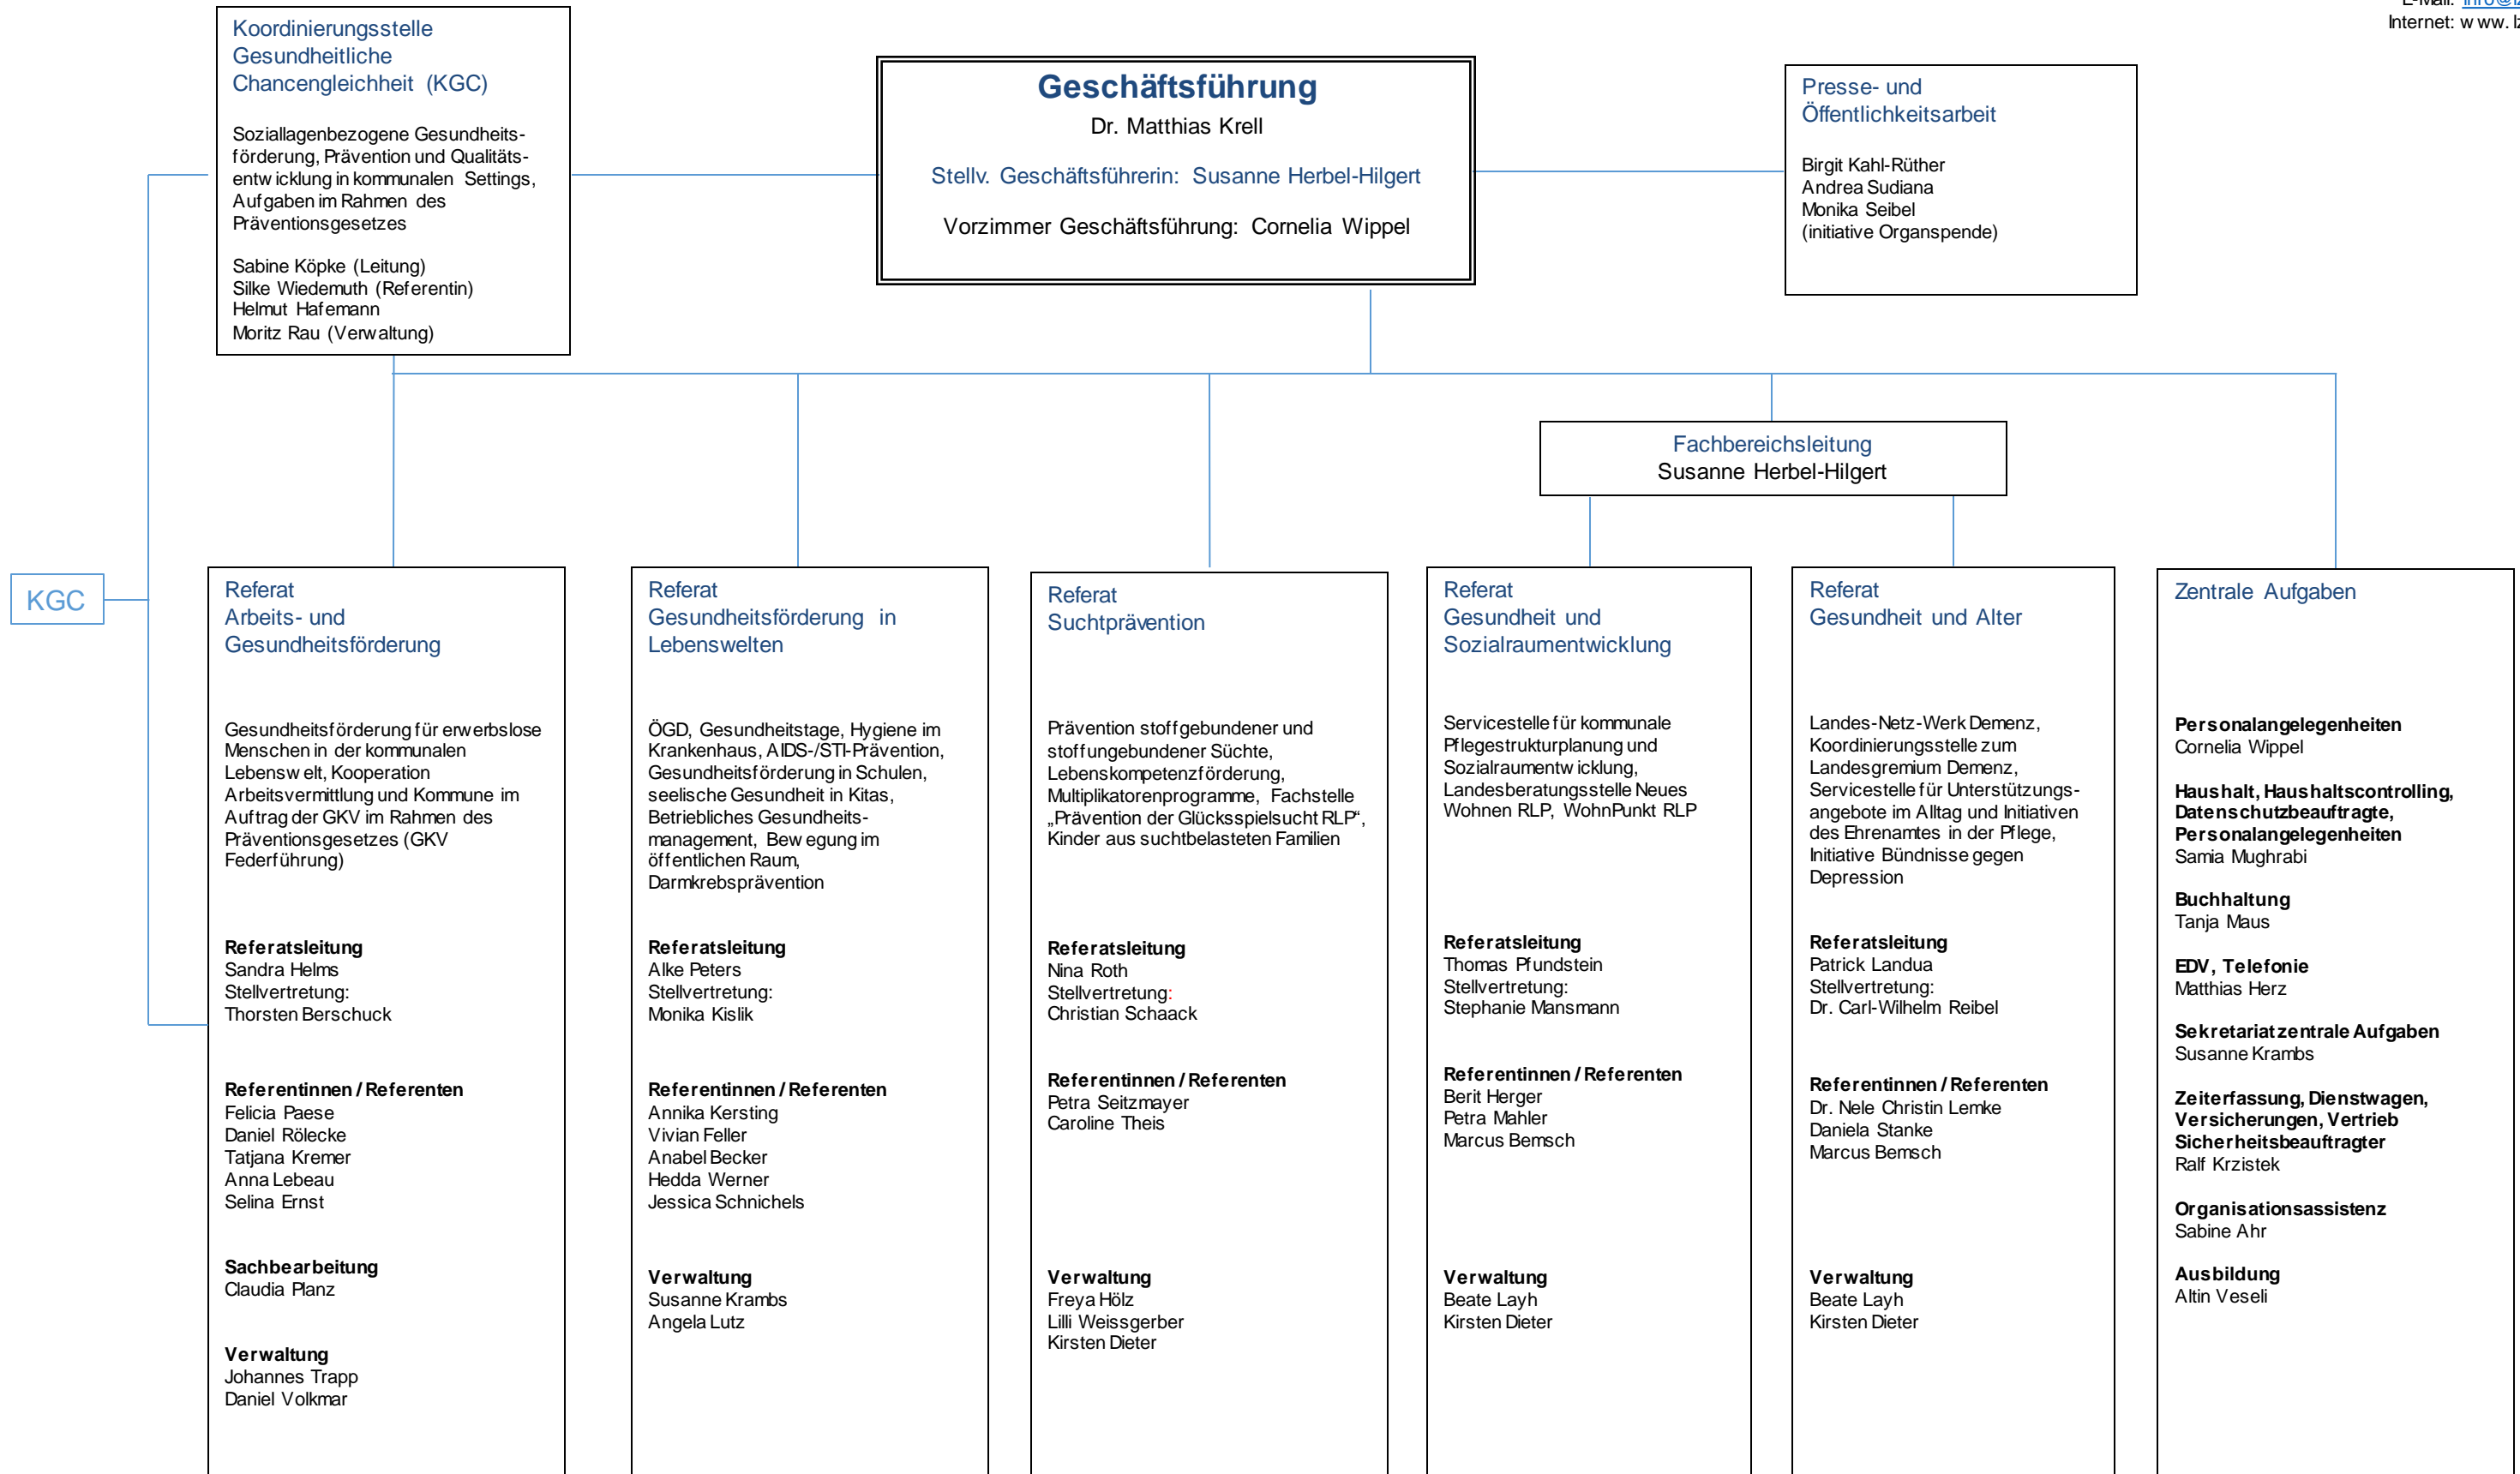 E-Mail:
Internet: www.
Koordinierungsstelle
Gesundheitliche
Chancengleichheit (KGC)
Soziallagenbezogene Gesundheits-
förderung, Prävention und Qualitäts-
entwicklung in kommunalen Settings,
Aufgaben im Rahmen des
Präventionsgesetzes
Sabine Köpke (Leitung)
Silke Wiedemuth (Referentin)
Helmut Hafemann
Moritz Rau (Verwaltung)
Geschäftsführung
Dr. Matthias Krell
Stellv. Geschäftsführerin: Susanne Herbel-Hilgert
Vorzimmer Geschäftsführung: Cornelia Wippel
Presse- und
Öffentlichkeitsarbeit
Birgit Kahl-Rüther
Andrea Sudiana
Monika Seibel
(initiative Organspende)
Fachbereichsleitung
Susanne Herbel-Hilgert
KGC
Referat
Arbeits- und
Gesundheitsförderung
Gesundheitsförderung für erwerbslose
Menschen in der kommunalen
Lebenswelt, Kooperation
Arbeitsvermittlung und Kommune im
Auftrag der GKV im Rahmen des
Präventionsgesetzes (GKV
Federführung)
Referatsleitung
Sandra Helms
Stellvertretung:
Thorsten Berschuck
Referentinnen / Referenten
Felicia Paese
Daniel Rölecke
Tatjana Kremer
Anna Lebeau
Selina Ernst
Sachbearbeitung
Claudia Planz
Verwaltung
Johannes Trapp
Daniel Volkmar
Referat
Gesundheitsförderung in
Lebenswelten
ÖGD, Gesundheitstage, Hygiene im
Krankenhaus, AIDS-/STI-Prävention,
Gesundheitsförderung in Schulen,
seelische Gesundheit in Kitas,
Betriebliches Gesundheits-
management, Bewegung im
öffentlichen Raum,
Darmkrebsprävention
Referatsleitung
Alke Peters
Stellvertretung:
Monika Kislik
Referentinnen / Referenten
Annika Kersting
Vivian Feller
Anabel Becker
Hedda Werner
Jessica Schnichels
Verwaltung
Susanne Krambs
Angela Lutz
Referat
Suchtprävention
Prävention stoffgebundener und
stoffungebundener Süchte,
Lebenskompetenzförderung,
Multiplikatorenprogramme, Fachstelle
„Prävention der Glücksspielsucht RLP“,
Kinder aus suchtbelasteten Familien
Referatsleitung
Nina Roth
Stellvertretung:
Christian Schaack
Referentinnen / Referenten
Petra Seitzmayer
Caroline Theis
Verwaltung
Freya Hölz
Lilli Weissgerber
Kirsten Dieter
Referat
Gesundheit und
Sozialraumentwicklung
Servicestelle für kommunale
Pflegestrukturplanung und
Sozialraumentwicklung,
Landesberatungsstelle Neues
Wohnen RLP, WohnPunkt RLP
Referatsleitung
Thomas Pfundstein
Stellvertretung:
Stephanie Mansmann
Referentinnen / Referenten
Berit Herger
Petra Mahler
Marcus Bemsch
Verwaltung
Beate Layh
Kirsten Dieter
Referat
Gesundheit und Alter
Landes-Netz-Werk Demenz,
Koordinierungsstelle zum
Landesgremium Demenz,
Servicestelle für Unterstützungs-
angebote im Alltag und Initiativen
des Ehrenamtes in der Pflege,
Initiative Bündnisse gegen
Depression
Referatsleitung
Patrick Landua
Stellvertretung:
Dr. Carl-Wilhelm Reibel
Referentinnen / Referenten
Dr. Nele Christin Lemke
Daniela Stanke
Marcus Bemsch
Verwaltung
Beate Layh
Kirsten Dieter
Zentrale Aufgaben
Personalangelegenheiten
Cornelia Wippel
Haushalt, Haushaltscontrolling,
Datenschutzbeauftragte,
Personalangelegenheiten
Samia Mughrabi
Buchhaltung
Tanja Maus
EDV, Telefonie
Matthias Herz
Sekretariat zentrale Aufgaben
Susanne Krambs
Zeiterfassung, Dienstwagen,
Versicherungen, Vertrieb
Sicherheitsbeauftragter
Ralf Krzistek
Organisationsassistenz
Sabine Ahr
Ausbildung
Altin Veseli